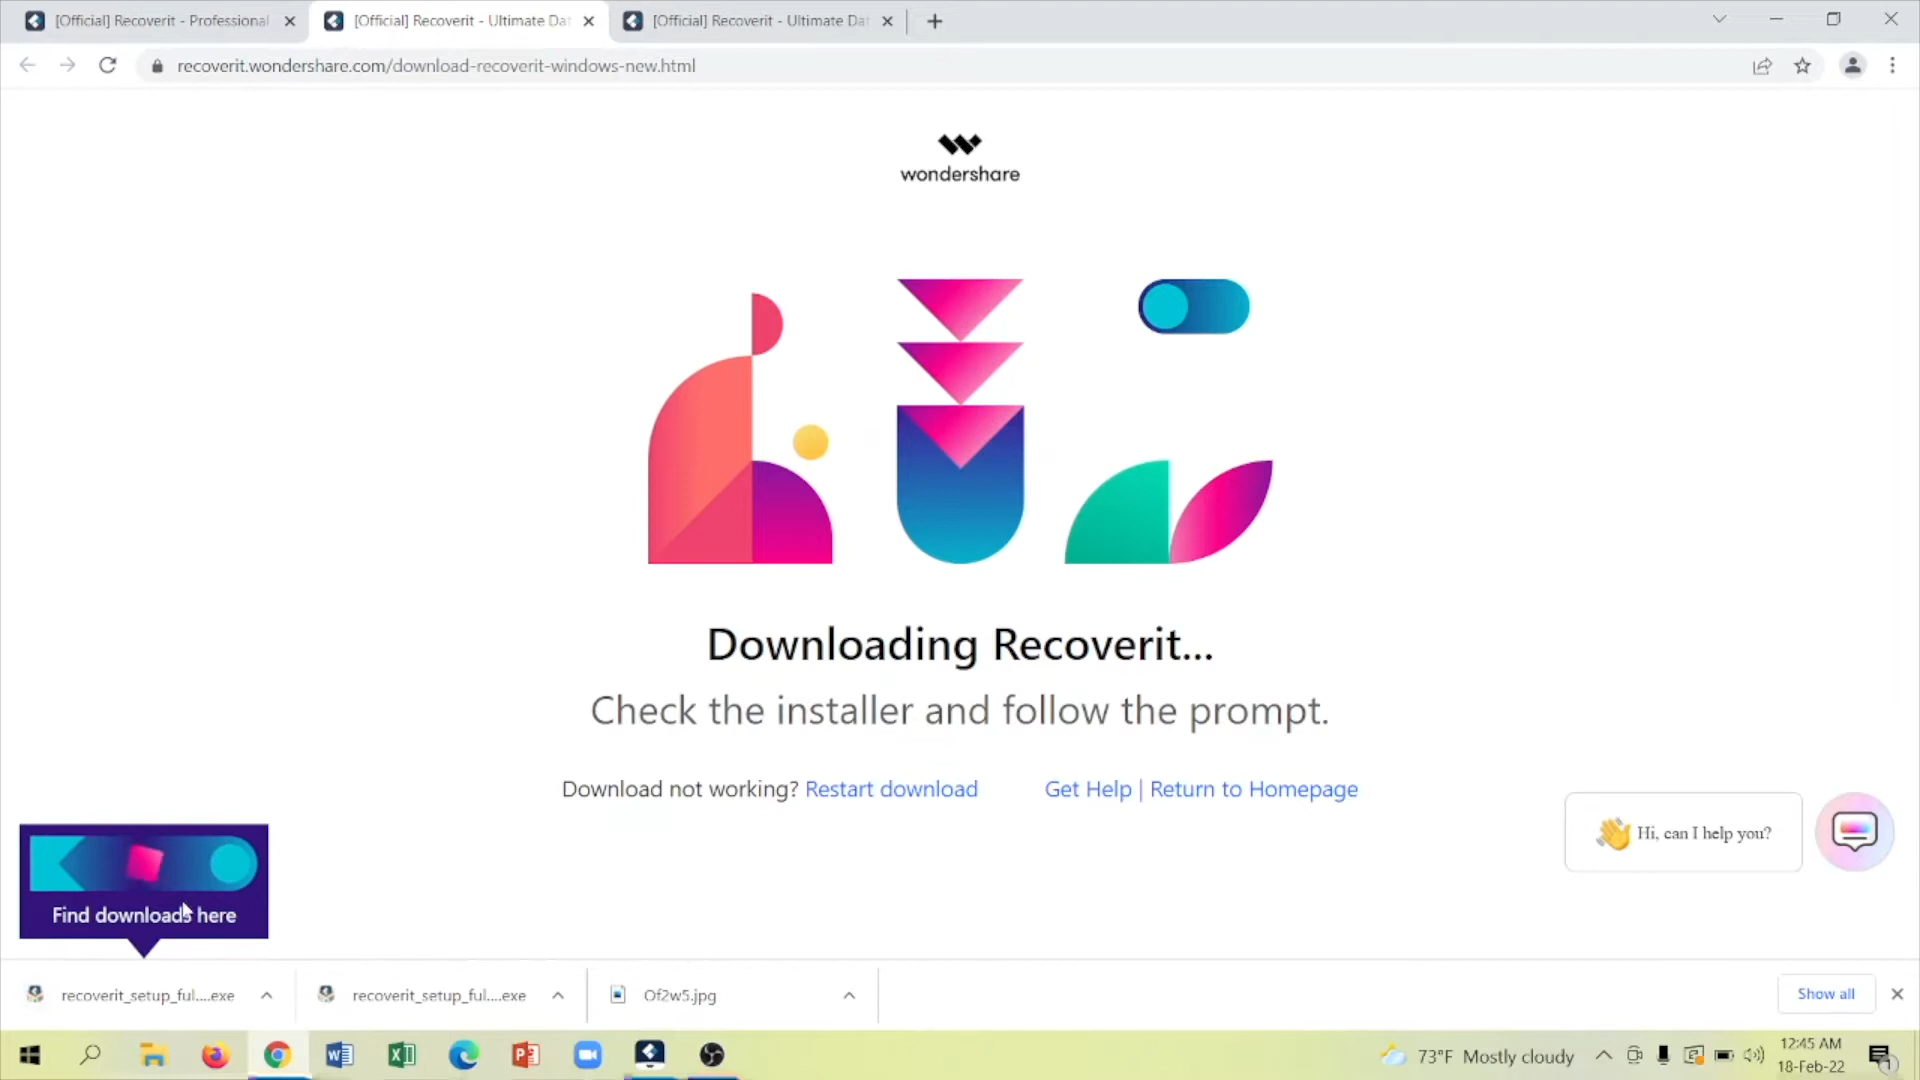 [Official] Recoverit - Professional
[Official] Recoverit - Ultimate Dat
[Official] Recoverit - Ultimate Dat
recoverit.wondershare.com/download-recoverit-windows-new.html
wondershare
Downloading Recoverit...
Check the installer and follow the prompt.
Download not working? Restart download
Get Help | Return to Homepage
Hi, can I help you?
Find downloads here
recoverit_setup_ful....exe
recoverit_setup_ful....exe
Of2w5.jpg
Show all
73°F Mostly cloudy
12:45 AM
18-Feb-22
1